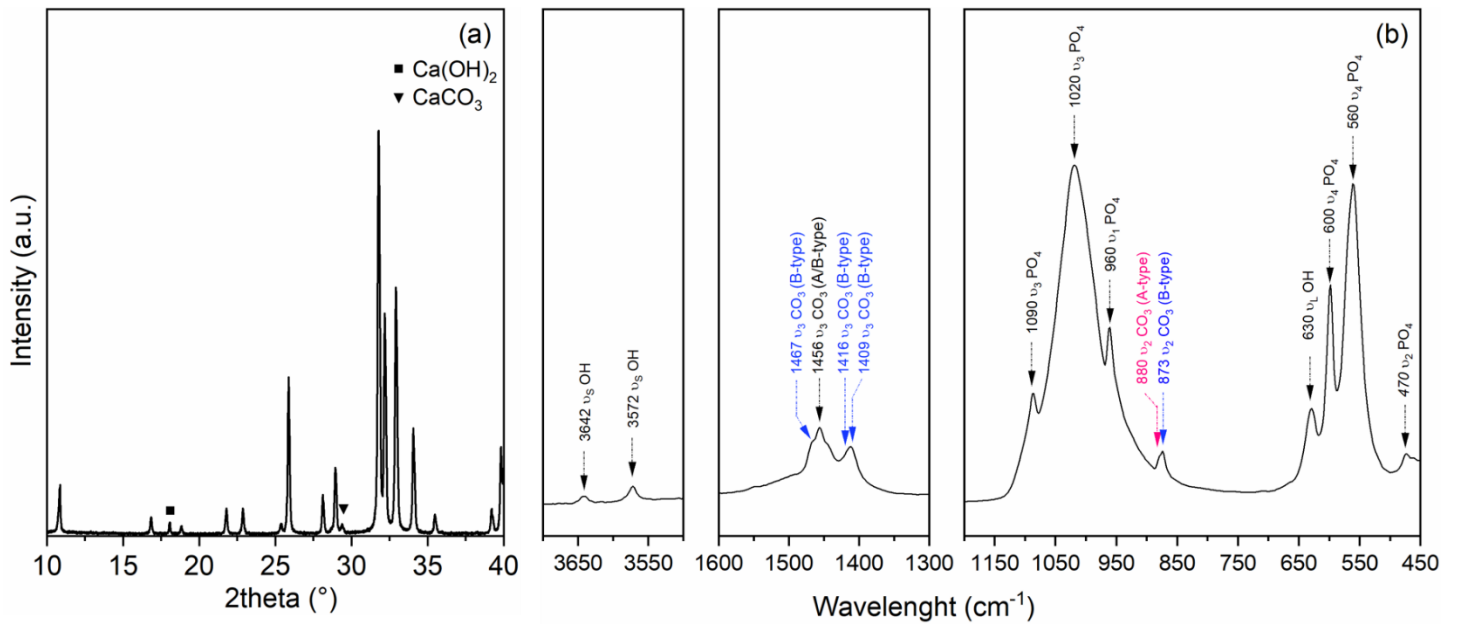 (a)
■ Ca(OH)2
▼ CaCO3
Intensity (a.u.)
10 15 20 25 30 35 40
2theta (°)
(b)
3642 υS OH
3572 υS OH
1467 υ3 CO3 (B-type)
1456 υ3 CO3 (A/B-type)
1416 υ3 CO3 (B-type)
1409 υ3 CO3 (B-type)
1090 υ3 PO4
1020 υ3 PO4
960 υ1 PO4
880 υ2 CO3 (A-type)
873 υ2 CO3 (B-type)
630 υL OH
600 υ4 PO4
560 υ4 PO4
470 υ2 PO4
3650 3550 1600 1500 1400 1300 1150 1050 950 850 750 650 550 450
Wavelenght (cm-1)